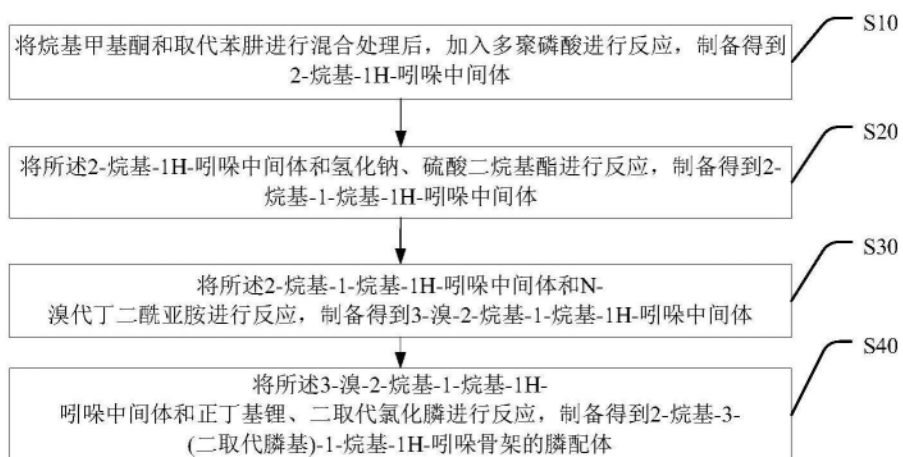 S10
将烷基甲基酮和取代苯肼进行混合处理后，加入多聚磷酸进行反应，制备得到
2-烷基-1H-吲哚中间体
S20
将所述2-烷基-1H-吲哚中间体和氢化钠、硫酸二烷基酯进行反应，制备得到2-
烷基-1-烷基-1H-吲哚中间体
S30
将所述2-烷基-1-烷基-1H-吲哚中间体和N-
溴代丁二酰亚胺进行反应，制备得到3-溴-2-烷基-1-烷基-1H-吲哚中间体
S40
将所述3-溴-2-烷基-1-烷基-1H-
吲哚中间体和正丁基锂、二取代氯化膦进行反应，制备得到2-烷基-3-
(二取代膦基)-1-烷基-1H-吲哚骨架的膦配体